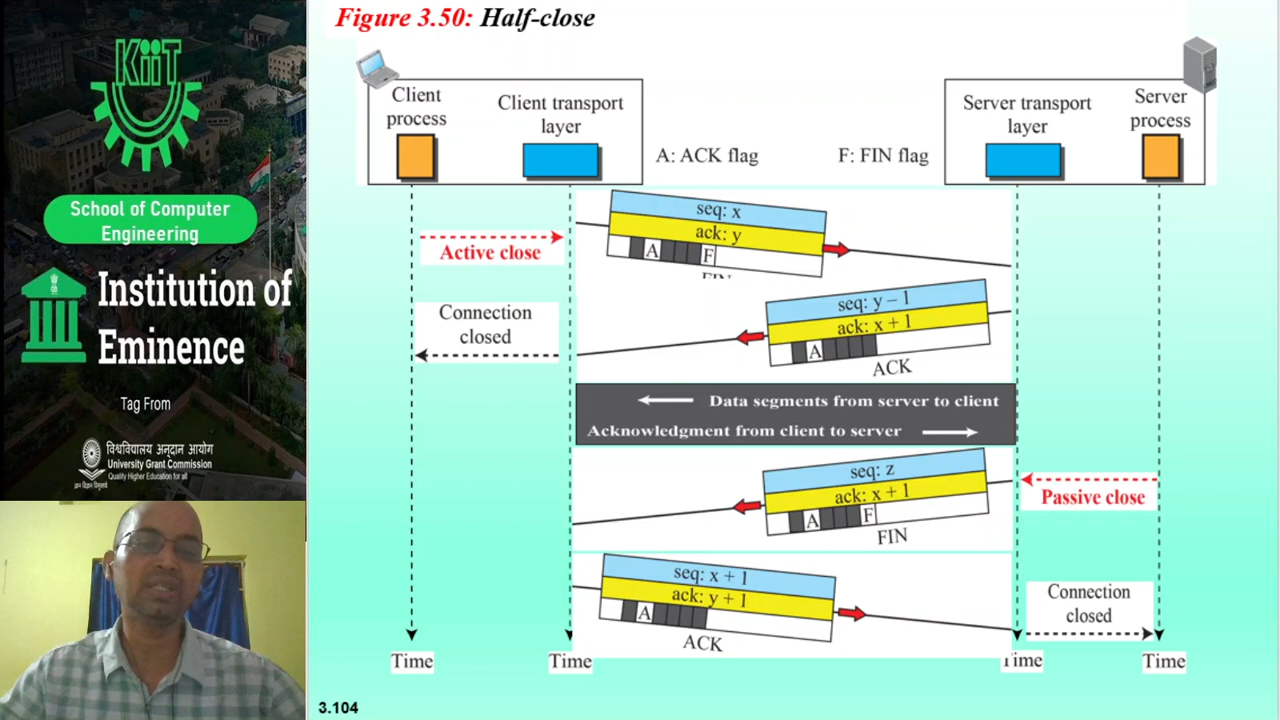 Figure 3.50: Half-close
KiiT
School of Computer
Engineering
Institution of
Eminence
Tag From
विश्वविद्यालय अनुदान आयोग
University Grant Commission
Quality Higher Education for all
Client
process
Client transport
layer
A: ACK flag
F: FIN flag
Server transport
layer
Server
process
Active close
seq: x
ack: y
A
F
FIN
Connection
closed
seq: y – 1
ack: x + 1
A
ACK
Data segments from server to client
Acknowledgment from client to server
seq: z
ack: x + 1
A
F
FIN
Passive close
seq: x + 1
ack: y + 1
A
ACK
Connection
closed
Time
Time
Time
Time
3.104